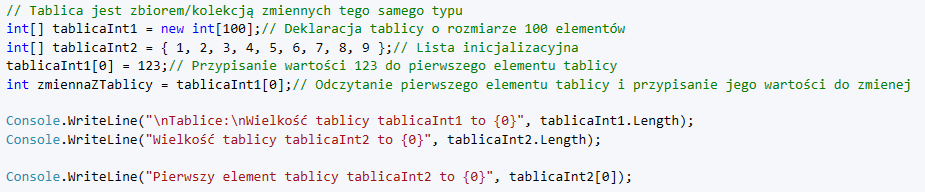 // Tablica jest zbiorem/kolekcją zmiennych tego samego typu
int[] tablicaInt1 = new int[100];// Deklaracja tablicy o rozmiarze 100 elementów
int[] tablicaInt2 = { 1, 2, 3, 4, 5, 6, 7, 8, 9 };// Lista inicjalizacyjna
tablicaInt1[0] = 123;// Przypisanie wartości 123 do pierwszego elementu tablicy
int zmiennaZTablicy = tablicaInt1[0];// Odczytanie pierwszego elementu tablicy i przypisanie jego wartości do zmienej
Console.WriteLine("\nTablice:\nWielkość tablicy tablicaInt1 to {0}", tablicaInt1.Length);
Console.WriteLine("Wielkość tablicy tablicaInt2 to {0}", tablicaInt2.Length);
Console.WriteLine("Pierwszy element tablicy tablicaInt2 to {0}", tablicaInt2[0]);